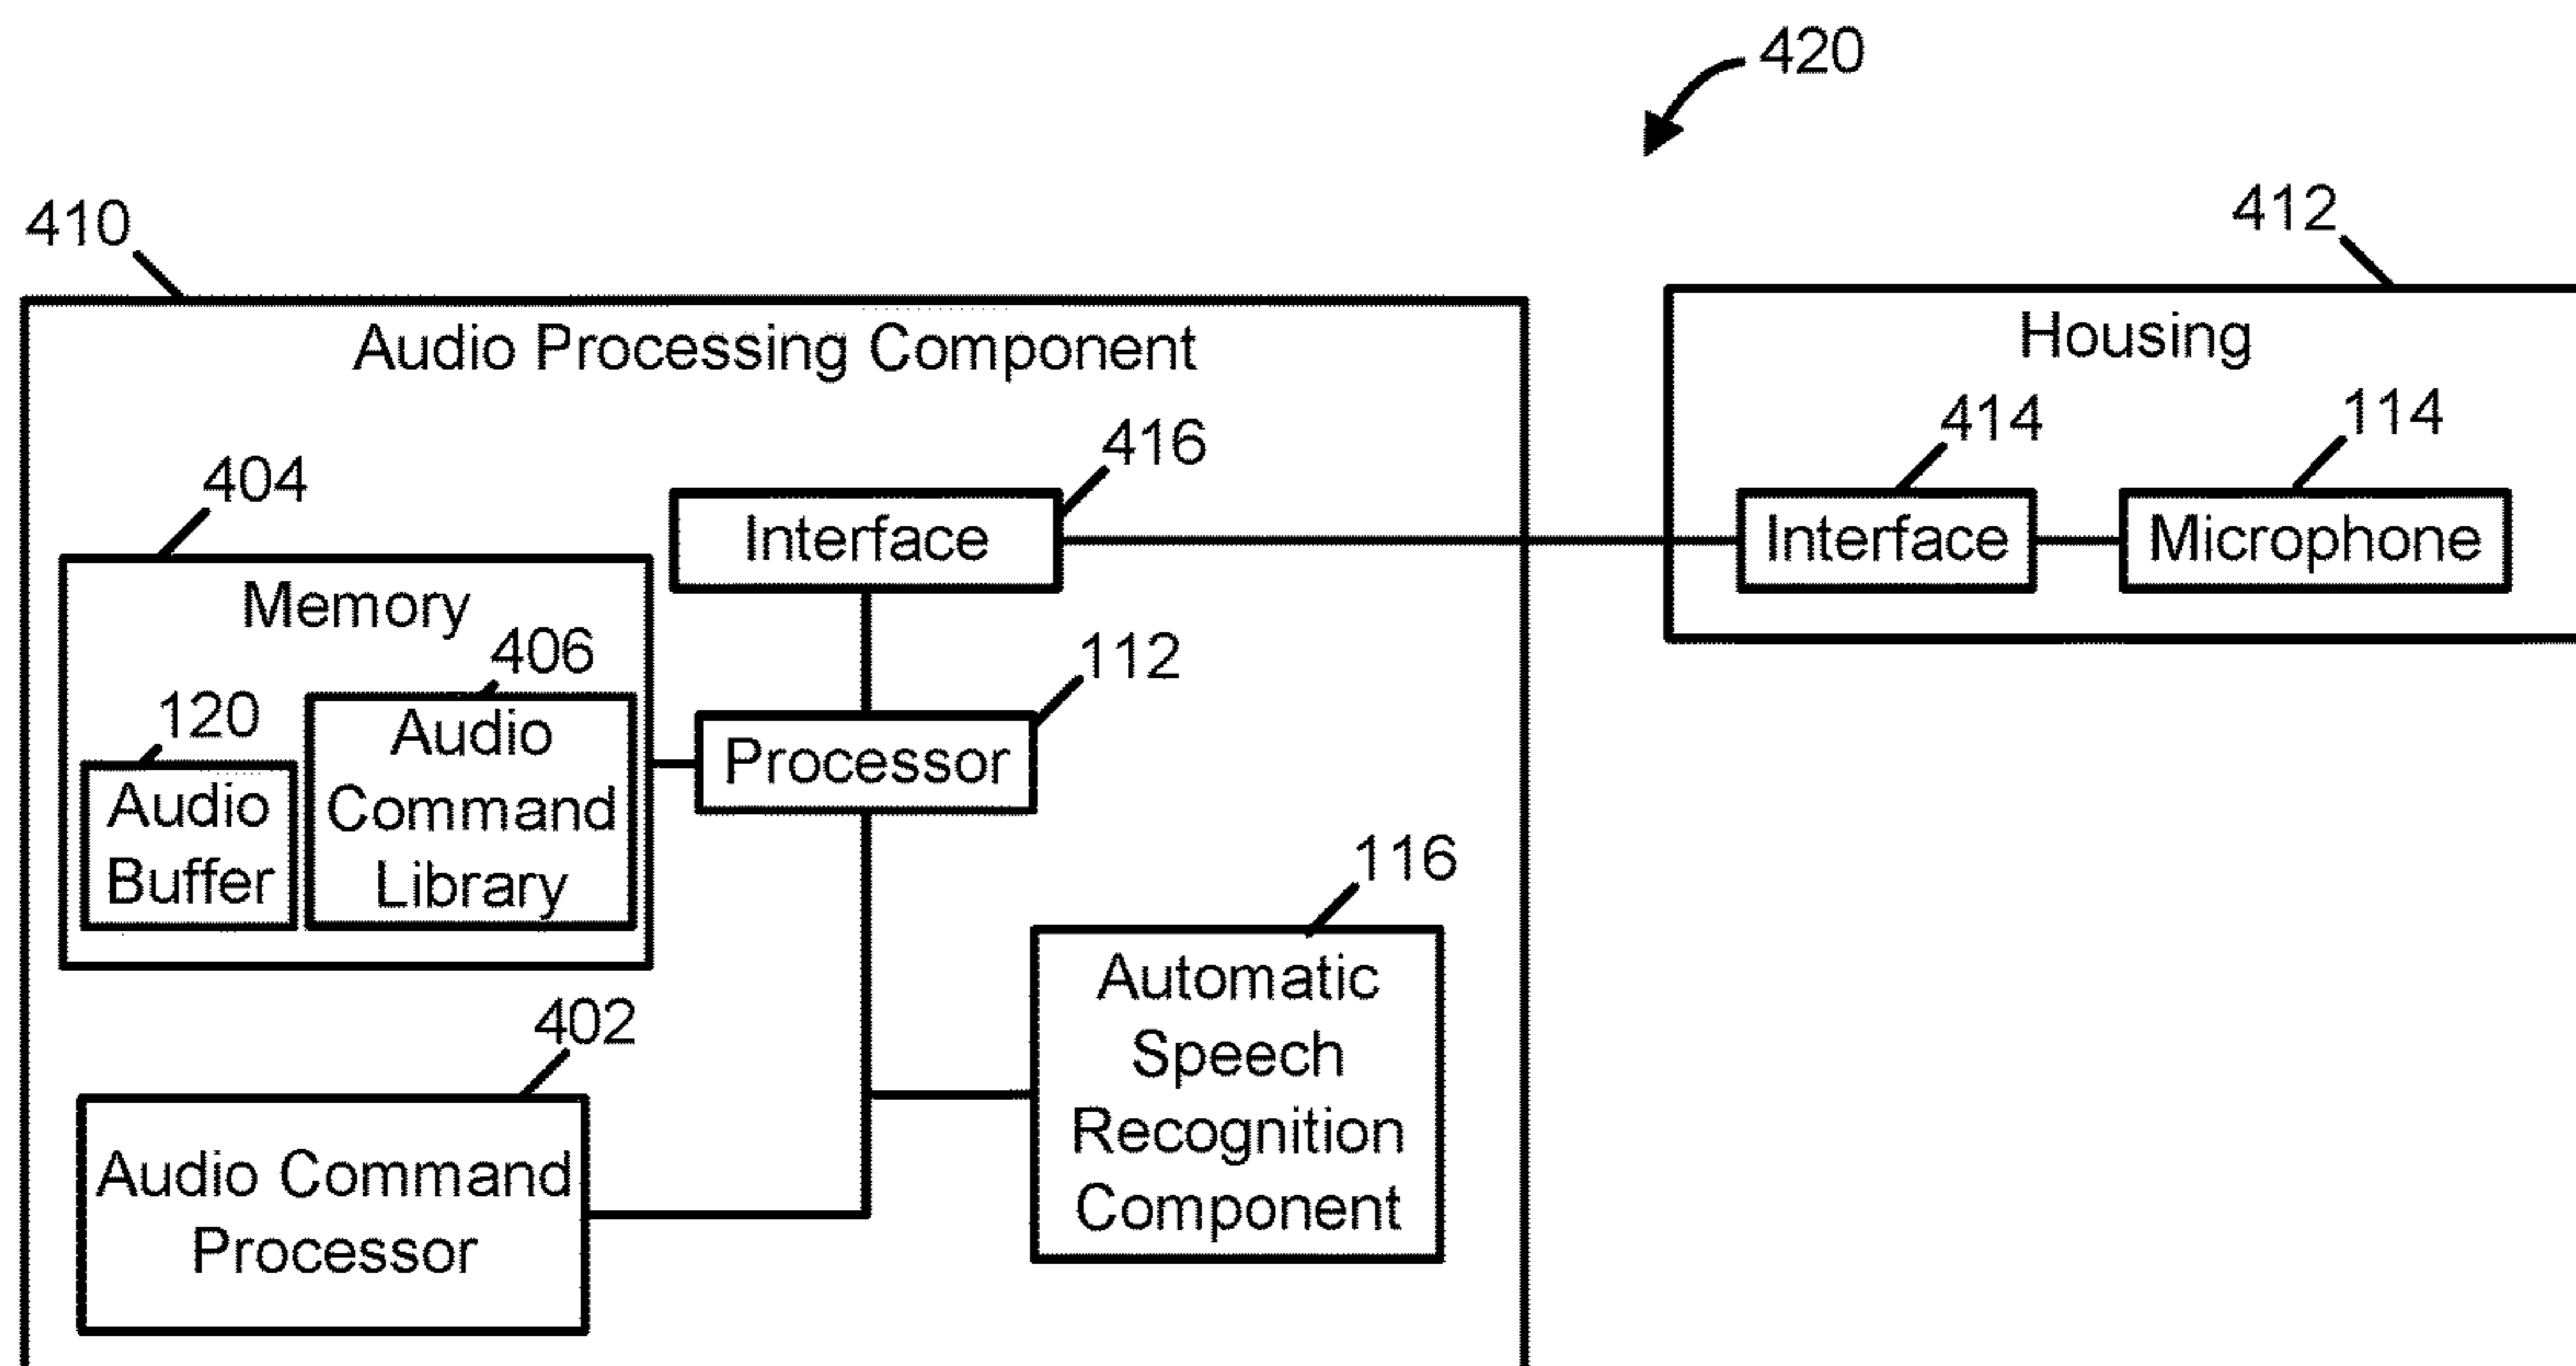 420
410
412
Audio Processing Component
Housing
416
414
114
404
Interface
Interface
Microphone
Memory
406
112
120
Audio
Command
Library
Processor
Audio
Buffer
116
Automatic
Speech
Recognition
Component
402
Audio Command
Processor